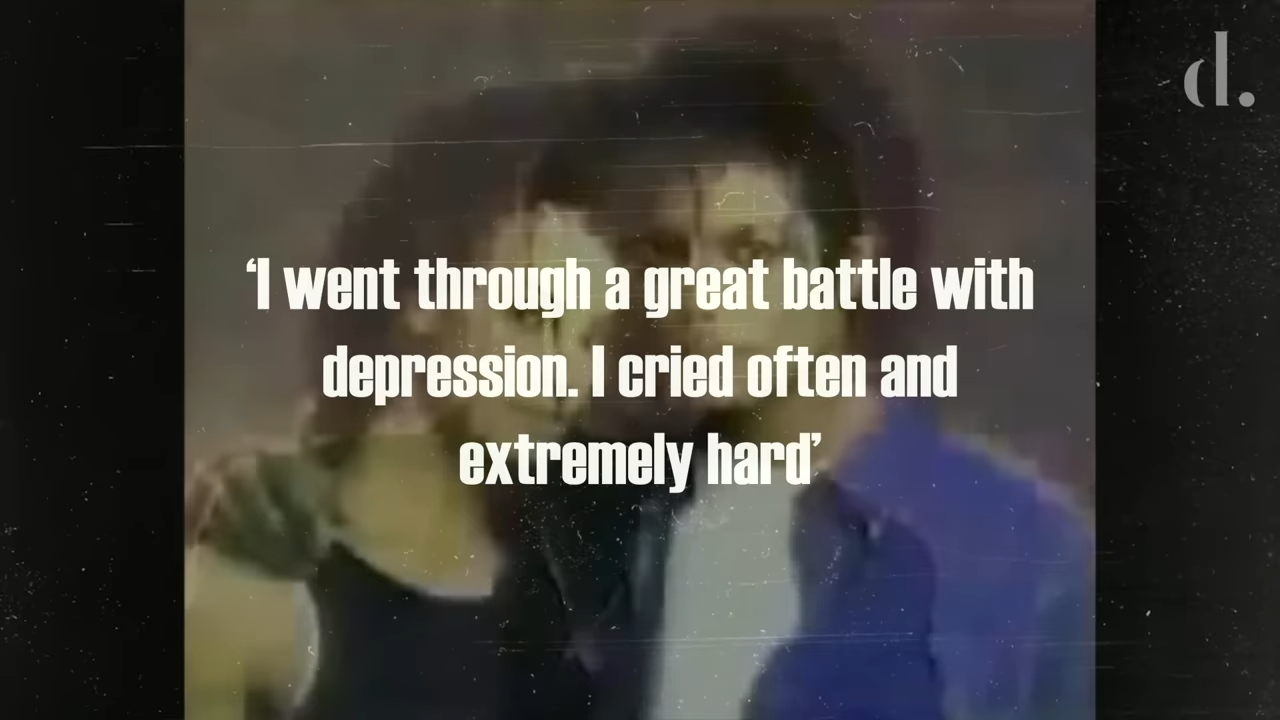 d.
‘I went through a great battle with
depression. I cried often and
extremely hard’